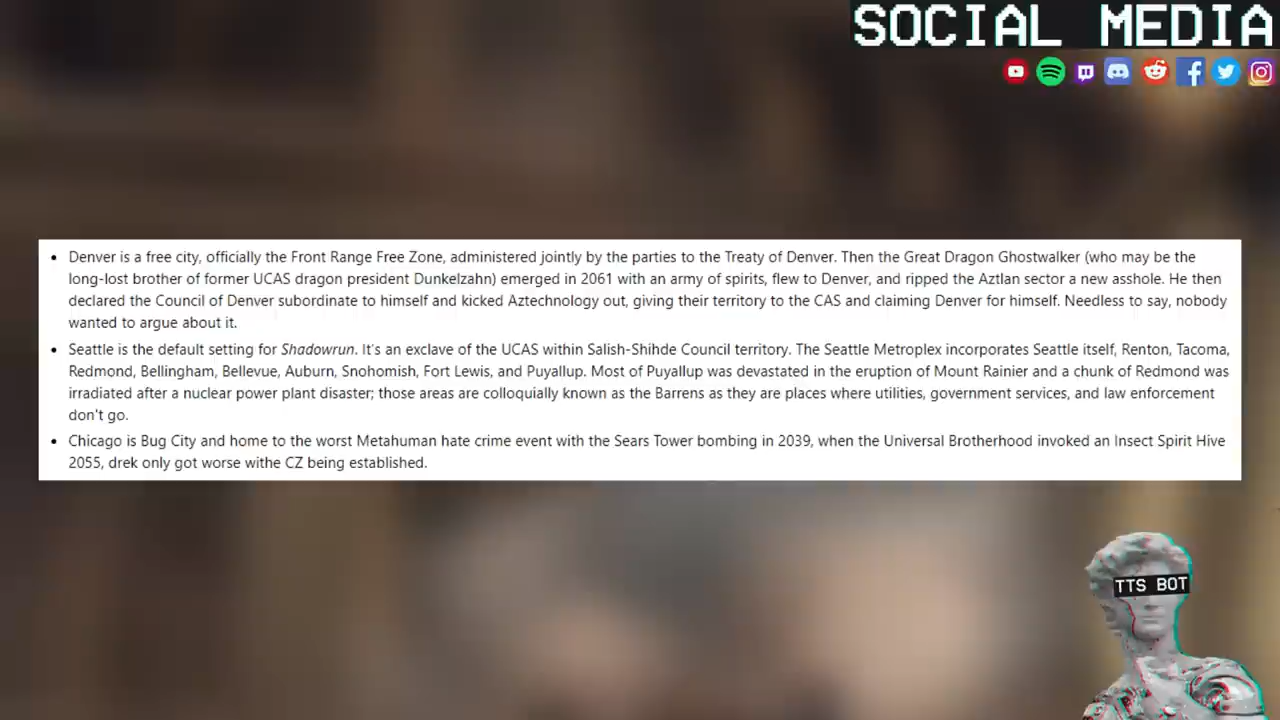 SOCIAL MEDIA
Denver is a free city, officially the Front Range Free Zone, administered jointly by the parties to the Treaty of Denver. Then the Great Dragon Ghostwalker (who may be the
long-lost brother of former UCAS dragon president Dunkelzahn) emerged in 2061 with an army of spirits, flew to Denver, and ripped the Aztlan sector a new asshole. He then
declared the Council of Denver subordinate to himself and kicked Aztechnology out, giving their territory to the CAS and claiming Denver for himself. Needless to say, nobody
wanted to argue about it.
Seattle is the default setting for Shadowrun. It's an exclave of the UCAS within Salish-Shihde Council territory. The Seattle Metroplex incorporates Seattle itself, Renton, Tacoma,
Redmond, Bellingham, Bellevue, Auburn, Snohomish, Fort Lewis, and Puyallup. Most of Puyallup was devastated in the eruption of Mount Rainier and a chunk of Redmond was
irradiated after a nuclear power plant disaster; those areas are colloquially known as the Barrens as they are places where utilities, government services, and law enforcement
don't go.
Chicago is Bug City and home to the worst Metahuman hate crime event with the Sears Tower bombing in 2039, when the Universal Brotherhood invoked an Insect Spirit Hive
2055, drek only got worse withe CZ being established.
TTS BOT